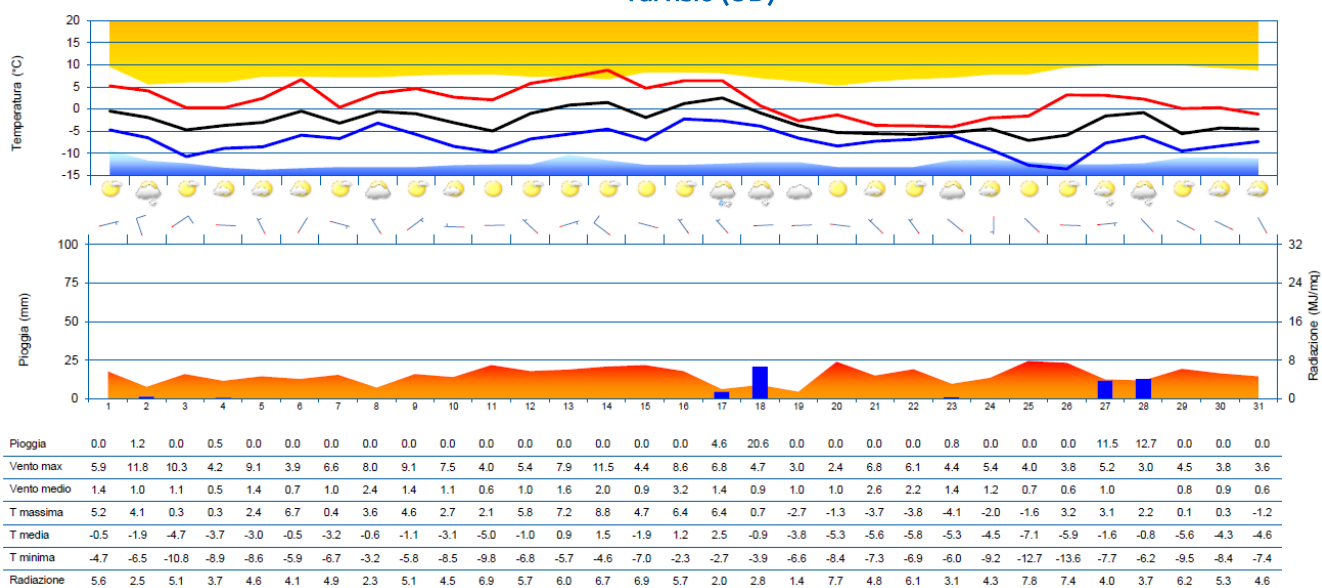 Tarvisio (UD)
Temperatura (°C)
20
15
10
5
0
-5
-10
-15
Pioggia (mm)
100
75
50
25
0
32
24
16
8
0
Radiazione (MJ/mq)
1 2 3 4 5 6 7 8 9 10 11 12 13 14 15 16 17 18 19 20 21 22 23 24 25 26 27 28 29 30 31
Pioggia 0.0 1.2 0.0 0.5 0.0 0.0 0.0 0.0 0.0 0.0 0.0 0.0 0.0 0.0 0.0 0.0 4.6 20.6 0.0 0.0 0.0 0.0 0.8 0.0 0.0 0.0 11.5 12.7 0.0 0.0 0.0
Vento max 5.9 11.8 10.3 4.2 9.1 3.9 6.6 8.0 9.1 7.5 4.0 5.4 7.9 11.5 4.4 8.6 6.8 4.7 3.0 2.4 6.8 6.1 4.4 5.4 4.0 3.8 5.2 3.0 4.5 3.8 3.6
Vento medio 1.4 1.0 1.1 0.5 1.4 0.7 1.0 2.4 1.4 1.1 0.6 1.0 1.6 2.0 0.9 3.2 1.4 0.9 1.0 1.0 2.6 2.2 1.4 1.2 0.7 0.6 1.0 0.8 0.9 0.6
T massima 5.2 4.1 0.3 0.3 2.4 6.7 0.4 3.6 4.6 2.7 2.1 5.8 7.2 8.8 4.7 6.4 6.4 0.7 -2.7 -1.3 -3.7 -3.8 -4.1 -2.0 -1.6 3.2 3.1 2.2 0.1 0.3 -1.2
T media -0.5 -1.9 -4.7 -3.7 -3.0 -0.5 -3.2 -0.6 -1.1 -3.1 -5.0 -1.0 0.9 1.5 -1.9 1.2 2.5 -0.9 -3.8 -5.3 -5.6 -5.8 -5.3 -4.5 -7.1 -5.9 -1.6 -0.8 -5.6 -4.3 -4.6
T minima -4.7 -6.5 -10.8 -8.9 -8.6 -5.9 -6.7 -3.2 -5.8 -8.5 -9.8 -6.8 -5.7 -4.6 -7.0 -2.3 -2.7 -3.9 -6.6 -8.4 -7.3 -6.9 -6.0 -9.2 -12.7 -13.6 -7.7 -6.2 -9.5 -8.4 -7.4
Radiazione 5.6 2.5 5.1 3.7 4.6 4.1 4.9 2.3 5.1 4.5 6.9 5.7 6.0 6.7 6.9 5.7 2.0 2.8 1.4 7.7 4.8 6.1 3.1 4.3 7.8 7.4 4.0 3.7 6.2 5.3 4.6